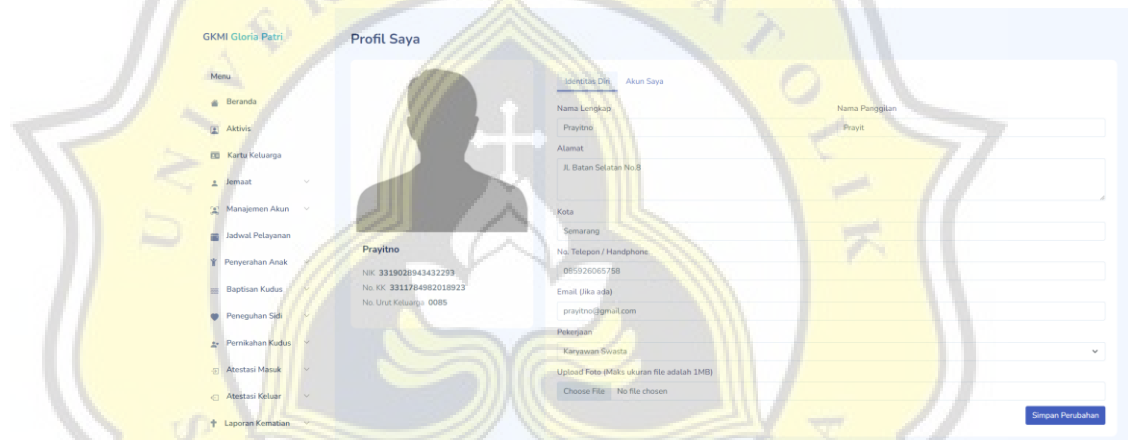 GKMI Gloria Patri
Menu
Beranda
Aktivis
Kartu Keluarga
Jemaat
Manajemen Akun
Jadwal Pelayanan
Penyerahan Anak
Baptisan Kudus
Peneguhan Sidi
Pernikahan Kudus
Atestasi Masuk
Atestasi Keluar
Laporan Kematian
Profil Saya
Prayitno
NIK 3319028943432293
No. KK 3311784982018923
No. Urut Keluarga 0085
Identitas Diri Akun Saya
Nama Lengkap Nama Panggilan
Prayitno Prayit
Alamat
Jl. Batan Selatan No.8
Kota
Semarang
No. Telepon / Handphone
085926065758
Email (Jika ada)
prayitno@gmail.com
Pekerjaan
Karyawan Swasta
Upload Foto (Maks ukuran file adalah 1MB)
Choose File No file chosen
Simpan Perubahan